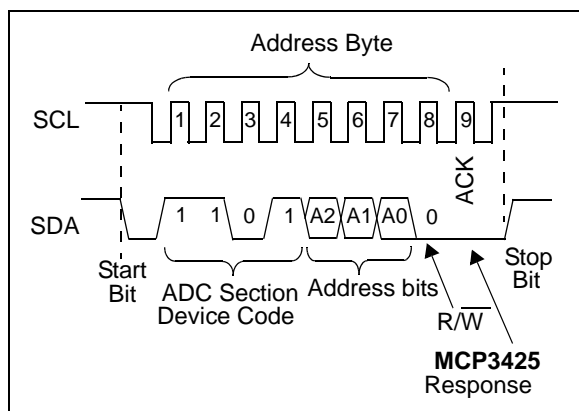 Address Byte
SCL
1 2 3 4 5 6 7 8 9
ACK
SDA
1 1 0 1 A2 A1 A0 0
Start
Bit
ADC Section
Device Code
Address bits
Stop
Bit
R/W̅
MCP3425
Response